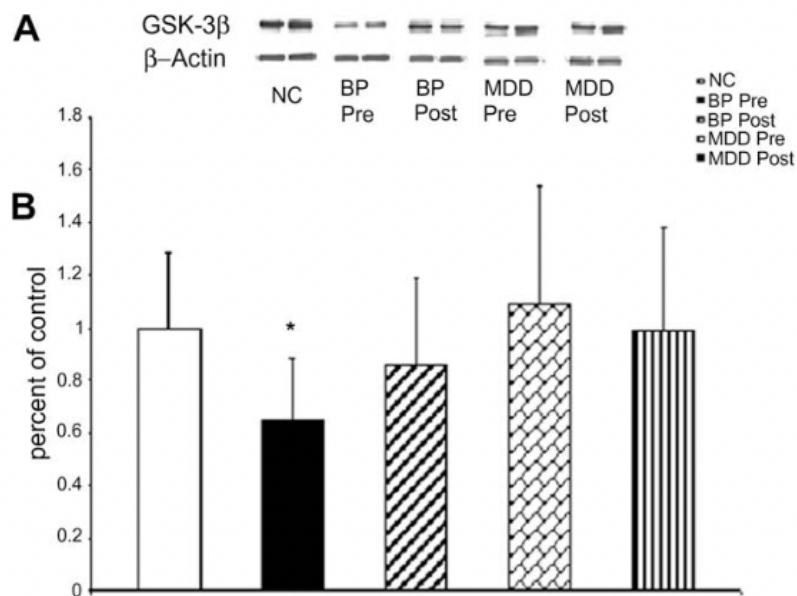 A
GSK-3β
β–Actin
NC
BP
Pre
BP
Post
MDD
Pre
MDD
Post
NC
BP Pre
BP Post
MDD Pre
MDD Post
B
percent of control
1.8
1.6
1.4
1.2
1
0.8
0.6
0.4
0.2
0
*